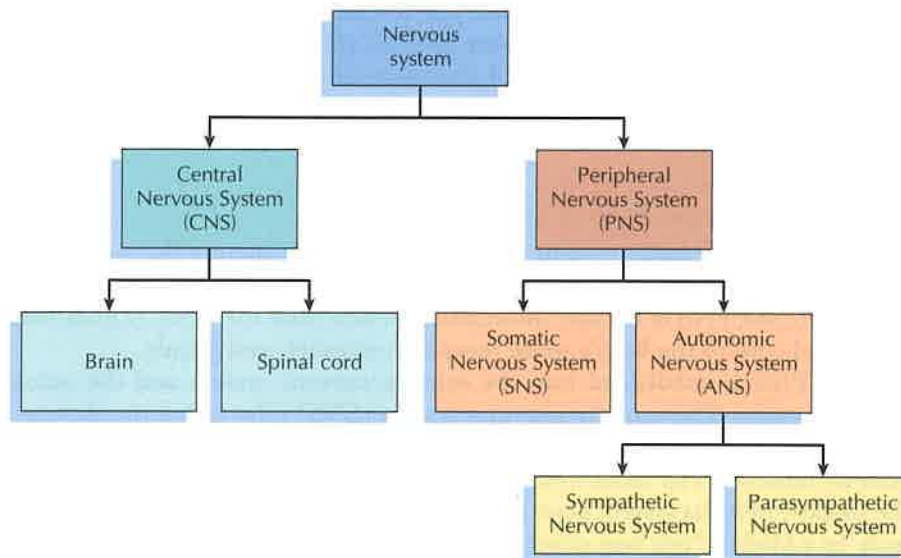 Nervous
system
Central
Nervous System
(CNS)
Peripheral
Nervous System
(PNS)
Brain
Spinal cord
Somatic
Nervous System
(SNS)
Autonomic
Nervous System
(ANS)
Sympathetic
Nervous System
Parasympathetic
Nervous System